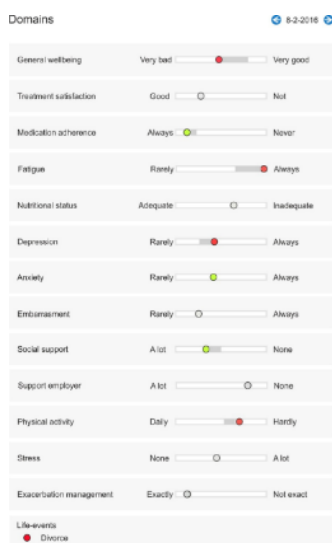 Domains 8-2-2016
General wellbeing Very bad Very good
Treatment satisfaction Good Not
Medication adherence Always Never
Fatigue Rarely Always
Nutritional status Adequate Inadequate
Depression Rarely Always
Anxiety Rarely Always
Embarrasment Rarely Always
Social support A lot None
Support employer A lot None
Physical activity Daily Hardly
Stress None A lot
Exacerbation management Exactly Not exact
Life-events
Divorce